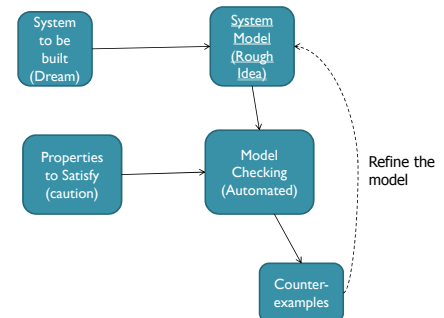 System
to be
built
(Dream)
System
Model
(Rough
Idea)
Properties
to Satisfy
(caution)
Model
Checking
(Automated)
Refine the
model
Counter-
examples